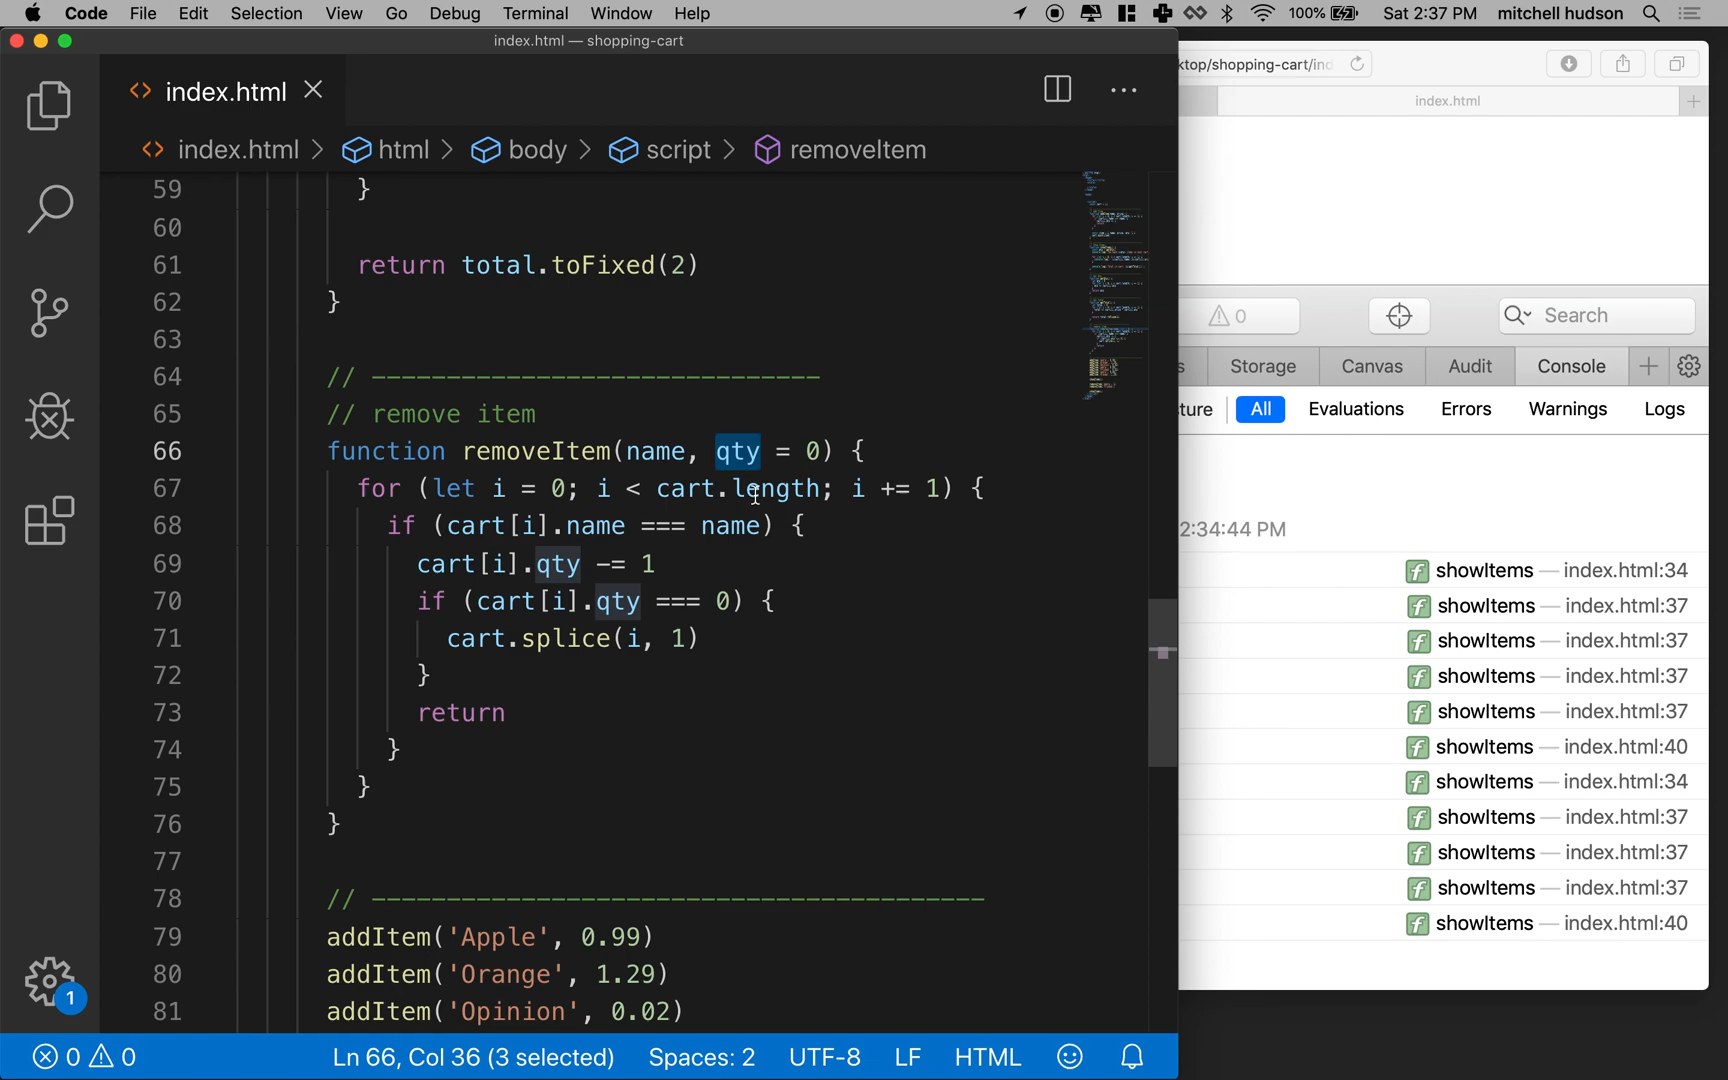 Code File Edit Selection View Go Debug Terminal Window Help 100% Sat 2:37 PM mitchell hudson
index.html — shopping-cart
index.html
ktop/shopping-cart/ind
index.html
index.html > html > body > script > removeItem
59 }
60
61 return total.toFixed(2)
62 }
63
64 // ------------------------------
65 // remove item
66 function removeItem(name, qty = 0) {
67 for (let i = 0; i < cart.length; i += 1) {
68 if (cart[i].name === name) {
69 cart[i].qty -= 1
70 if (cart[i].qty === 0) {
71 cart.splice(i, 1)
72 }
73 return
74 }
75 }
76 }
77
78 // -----------------------------------------
79 addItem('Apple', 0.99)
80 addItem('Orange', 1.29)
81 addItem('Opinion', 0.02)
0 Search
s Storage Canvas Audit Console
ture All Evaluations Errors Warnings Logs
2:34:44 PM
f showItems — index.html:34
f showItems — index.html:37
f showItems — index.html:37
f showItems — index.html:37
f showItems — index.html:37
f showItems — index.html:40
f showItems — index.html:34
f showItems — index.html:37
f showItems — index.html:37
f showItems — index.html:37
f showItems — index.html:40
1
0 0 Ln 66, Col 36 (3 selected) Spaces: 2 UTF-8 LF HTML